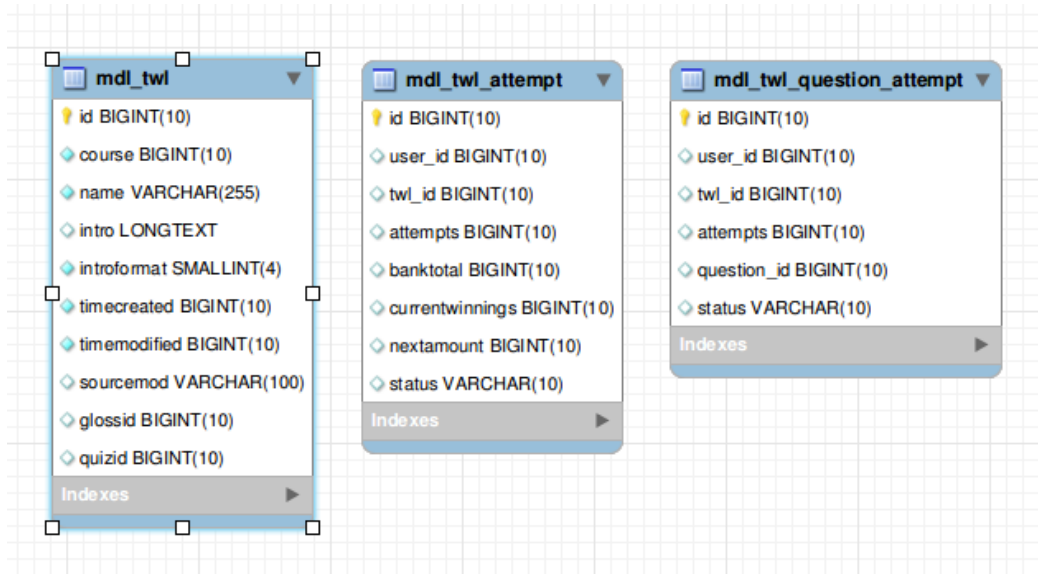 mdl_twl
id BIGINT(10)
course BIGINT(10)
name VARCHAR(255)
intro LONGTEXT
introformat SMALLINT(4)
timecreated BIGINT(10)
timemodified BIGINT(10)
sourcemod VARCHAR(100)
glossid BIGINT(10)
quizid BIGINT(10)
Indexes
mdl_twl_attempt
id BIGINT(10)
user_id BIGINT(10)
twl_id BIGINT(10)
attempts BIGINT(10)
banktotal BIGINT(10)
currentwinnings BIGINT(10)
nextamount BIGINT(10)
status VARCHAR(10)
Indexes
mdl_twl_question_attempt
id BIGINT(10)
user_id BIGINT(10)
twl_id BIGINT(10)
attempts BIGINT(10)
question_id BIGINT(10)
status VARCHAR(10)
Indexes